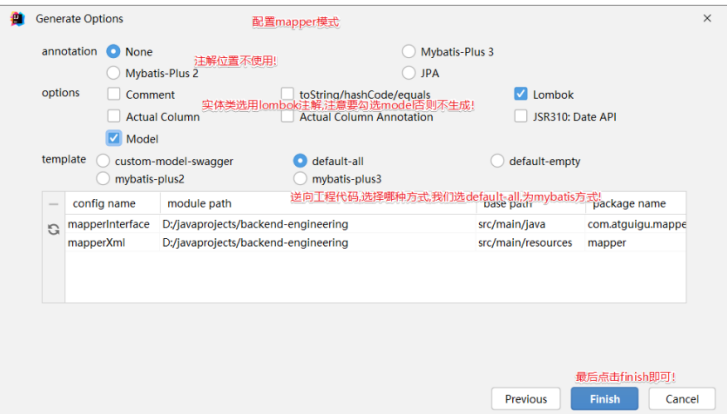 Generate Options
配置mapper模式
annotation
None
Mybatis-Plus 3
注解位置不使用!
Mybatis-Plus 2
JPA
options
Comment
toString/hashCode/equals
Lombok
实体类选用lombok注解,注意要勾选model否则不生成!
Actual Column
Actual Column Annotation
JSR310: Date API
Model
template
custom-model-swagger
default-all
default-empty
mybatis-plus2
mybatis-plus3
逆向工程代码,选择哪种方式,我们选default-all,为mybatis方式!
config name
module path
base path
package name
mapperInterface
D:/javaprojects/backend-engineering
src/main/java
com.atguigu.mappe
mapperXml
D:/javaprojects/backend-engineering
src/main/resources
mapper
最后点击finish即可!
Previous
Finish
Cancel